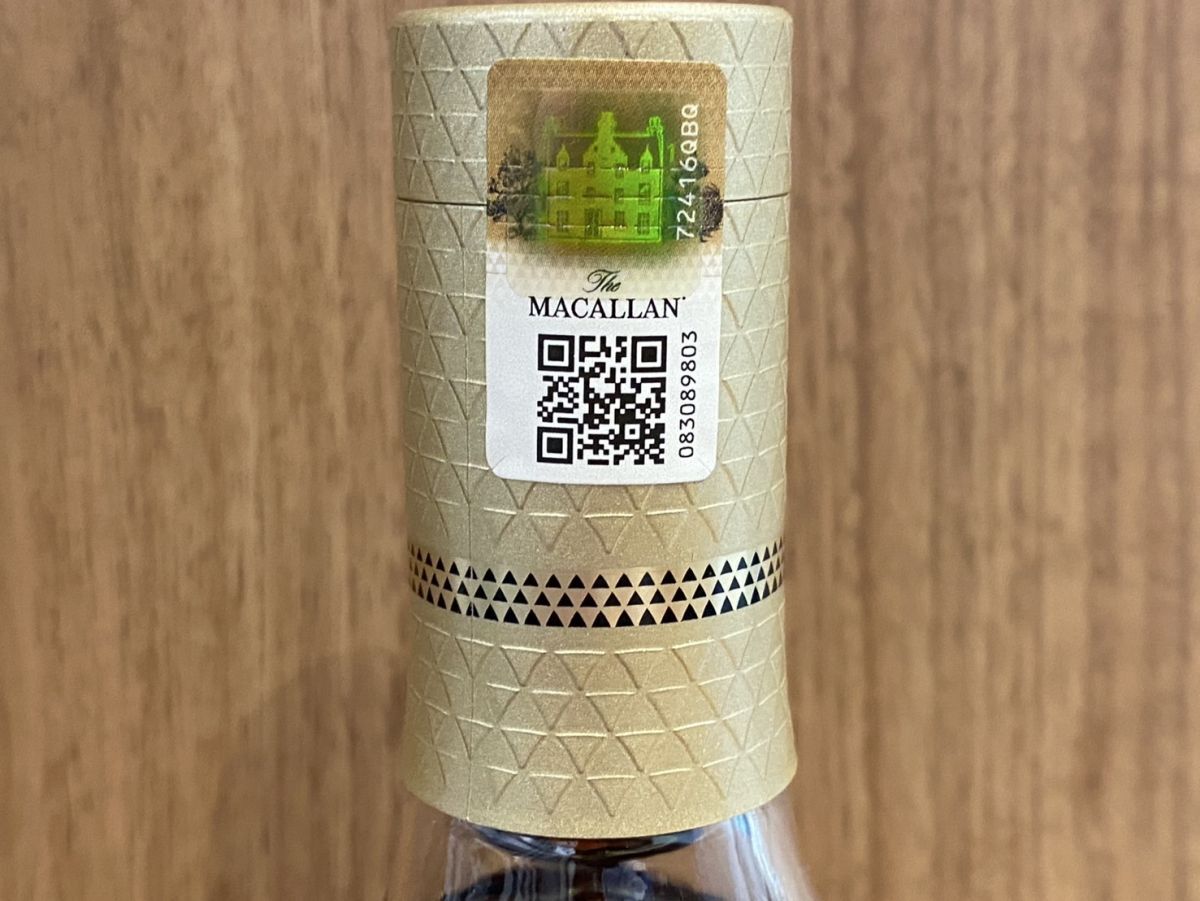 72416QBQ
The
MACALLAN
083089803